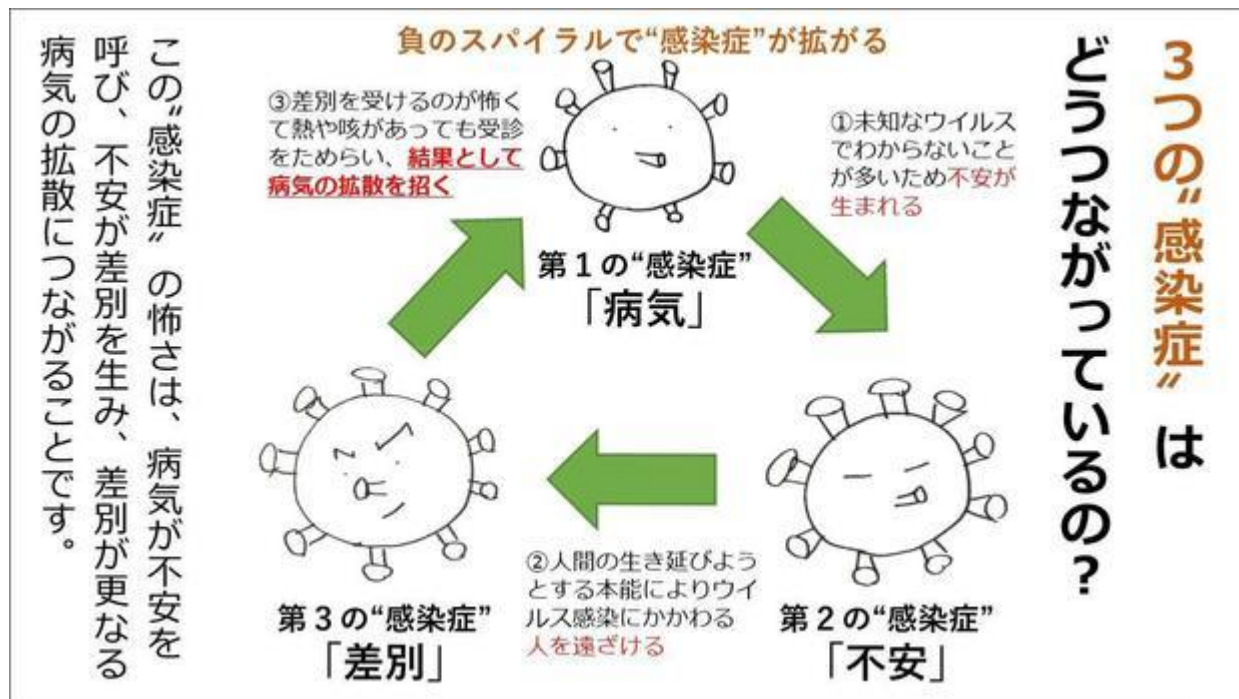 3つの“感染症”は
どうつながっているの?
負のスパイラルで“感染症”が拡がる
第1の“感染症”
「病気」
①未知なウイルス
でわからないこと
が多いため不安が
生まれる
第2の“感染症”
「不安」
②人間の生き延びよう
とする本能によりウイ
ルス感染にかかわる
人を遠ざける
第3の“感染症”
「差別」
③差別を受けるのが怖く
て熱や咳があっても受診
をためらい、結果として
病気の拡散を招く
この“感染症”の怖さは、病気が不安を
呼び、不安が差別を生み、差別が更なる
病気の拡散につながることです。